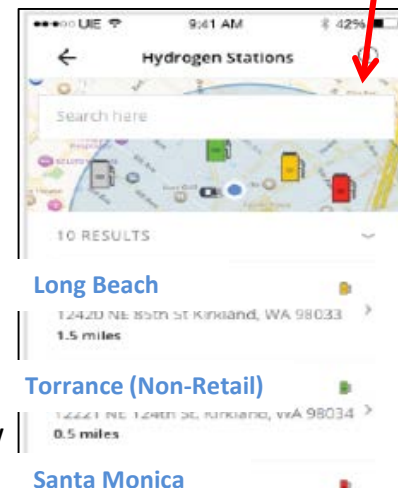 UIE 9:41 AM 42%
Hydrogen Stations
Search here
10 RESULTS
Long Beach
12420 NE 85th St Kirkland, WA 98033
1.5 miles
Torrance (Non-Retail)
12221 NE 124th St, Kirkland, WA 98034
0.5 miles
Santa Monica